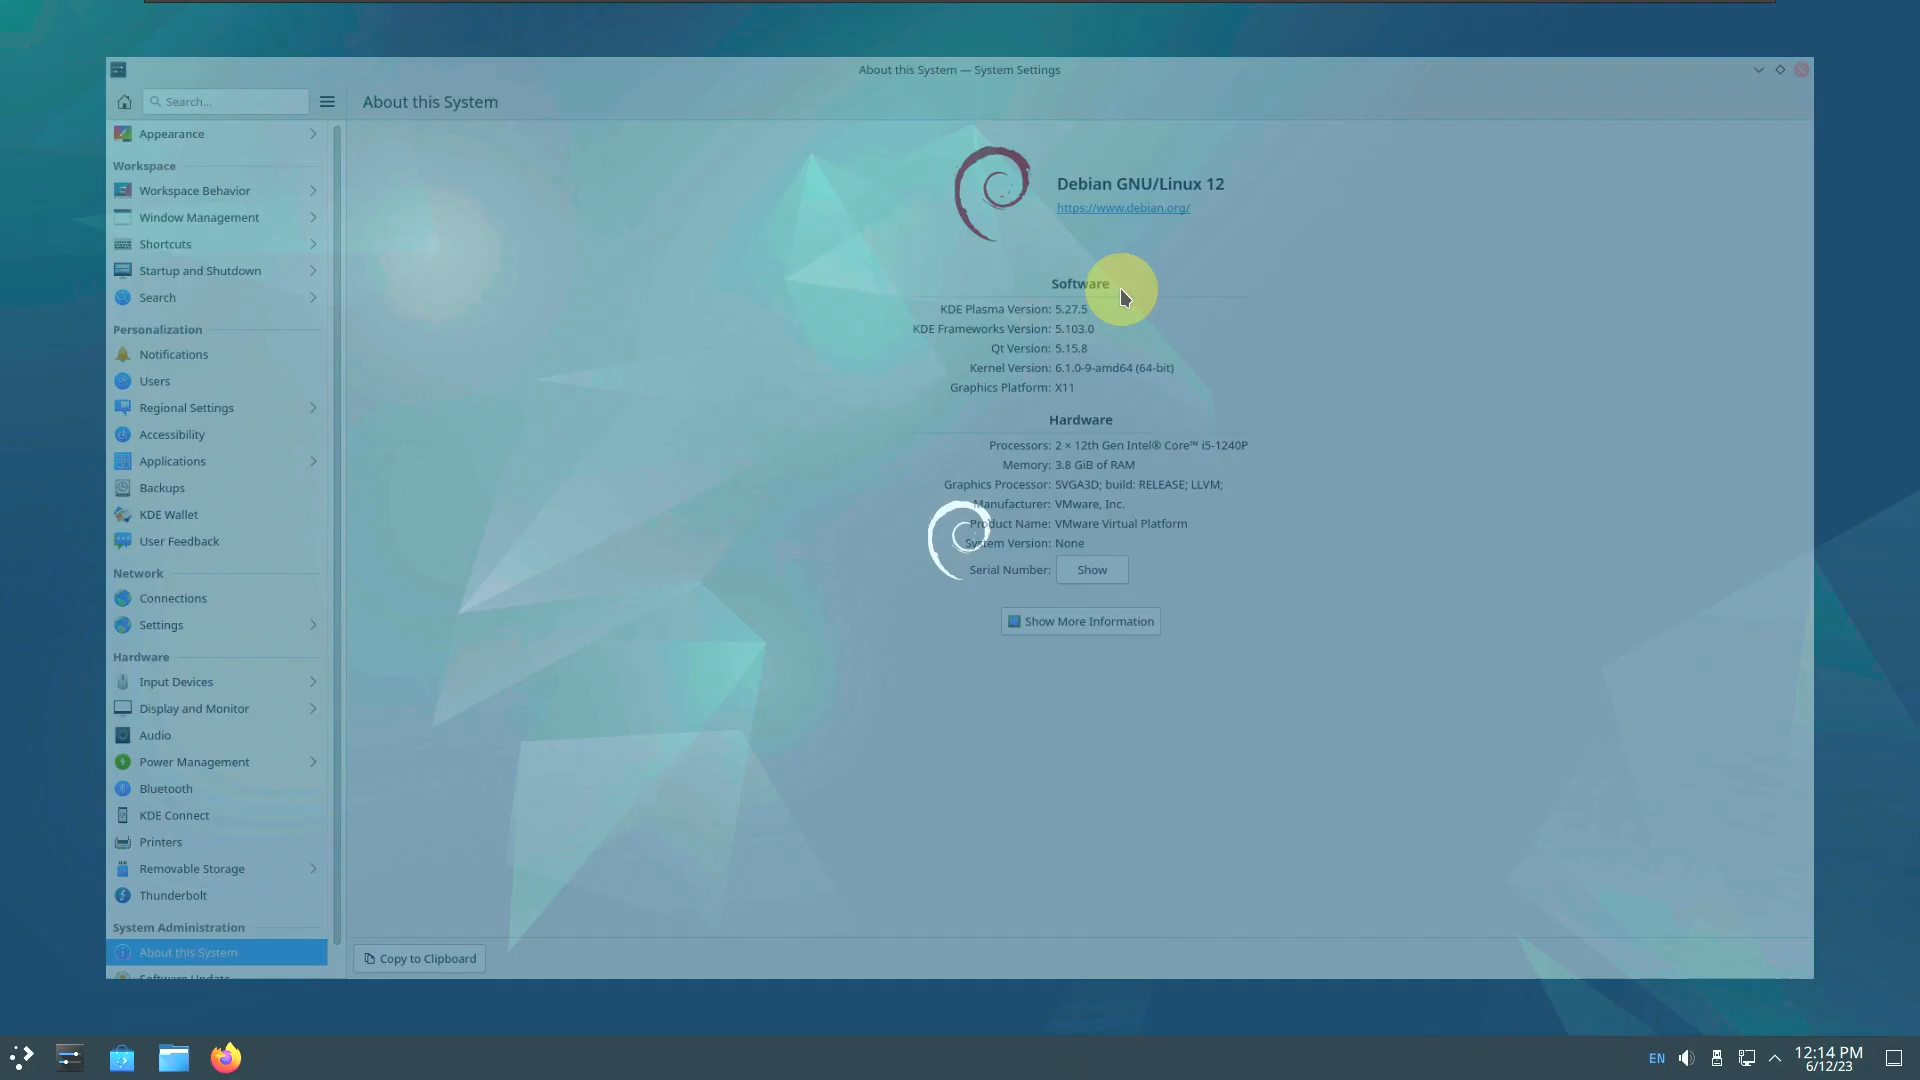 About this System — System Settings
Search...
About this System
Appearance
Workspace
Workspace Behavior
Window Management
Shortcuts
Startup and Shutdown
Search
Personalization
Notifications
Users
Regional Settings
Accessibility
Applications
Backups
KDE Wallet
User Feedback
Network
Connections
Settings
Hardware
Input Devices
Display and Monitor
Audio
Power Management
Bluetooth
KDE Connect
Printers
Removable Storage
Thunderbolt
System Administration
About this System
Software Update
Debian GNU/Linux 12
https://www.debian.org/
Software
KDE Plasma Version: 5.27.5
KDE Frameworks Version: 5.103.0
Qt Version: 5.15.8
Kernel Version: 6.1.0-9-amd64 (64-bit)
Graphics Platform: X11
Hardware
Processors: 2 × 12th Gen Intel® Core™ i5-1240P
Memory: 3.8 GiB of RAM
Graphics Processor: SVGA3D; build: RELEASE; LLVM;
Manufacturer: VMware, Inc.
Product Name: VMware Virtual Platform
System Version: None
Serial Number: Show
Show More Information
Copy to Clipboard
EN
12:14 PM
6/12/23